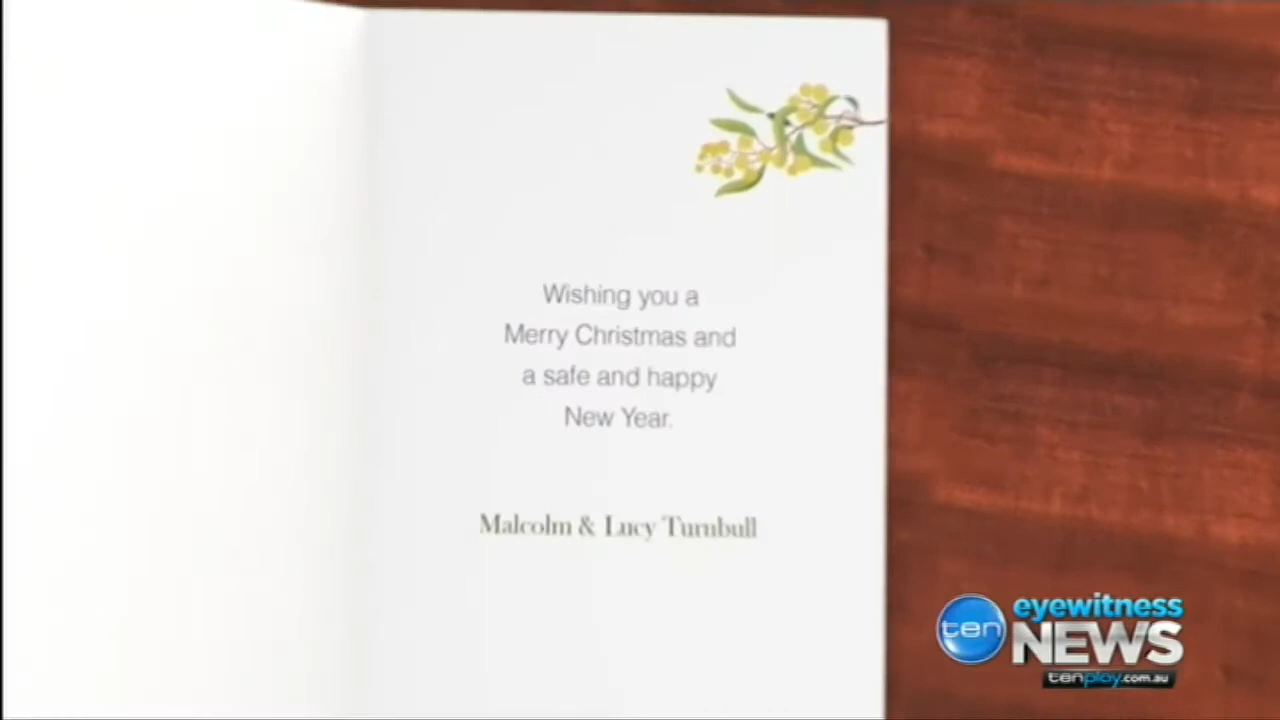 Wishing you a
Merry Christmas and
a safe and happy
New Year.
Malcolm & Lucy Turnbull
ten
eyewitness
NEWS
tenplay.com.au